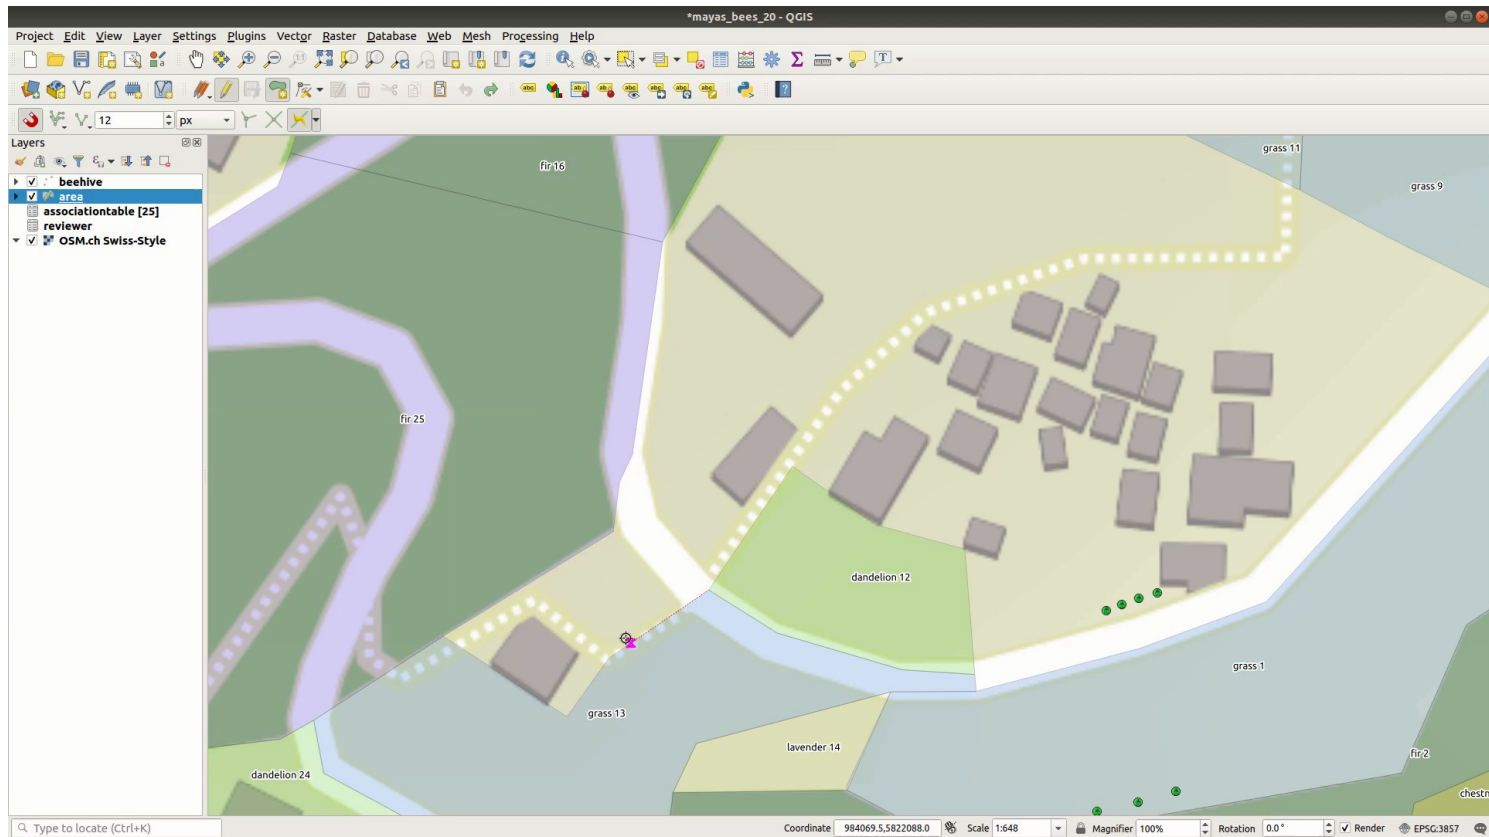 *mayas_bees_20 - QGIS
Project Edit View Layer Settings Plugins Vector Raster Database Web Mesh Processing Help
12 px
Layers
beehive
area
associationtable [25]
reviewer
OSM.ch Swiss-Style
fir 16
grass 11
grass 9
fir 25
dandelion 12
grass 1
grass 13
lavender 14
fir 2
dandelion 24
chestn
Type to locate (Ctrl+K) Coordinate 984069.5,5822088.0 Scale 1:648 Magnifier 100% Rotation 0.0 ° Render EPSG:3857